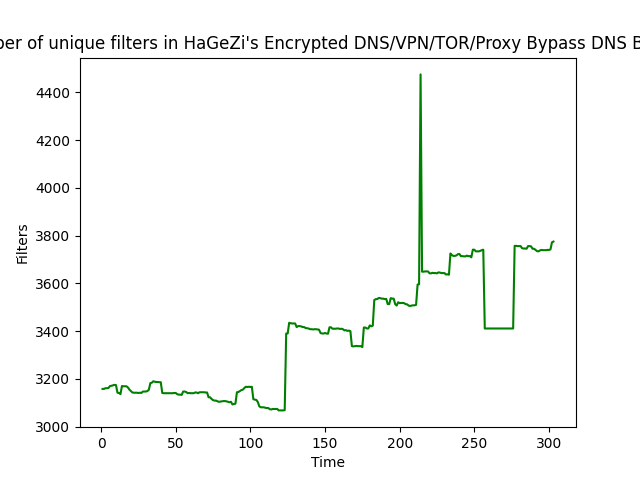 ber of unique filters in HaGeZi's Encrypted DNS/VPN/TOR/Proxy Bypass DNS B
4400
4200
4000
3800
3600
3400
3200
3000
Filters
0 50 100 150 200 250 300
Time